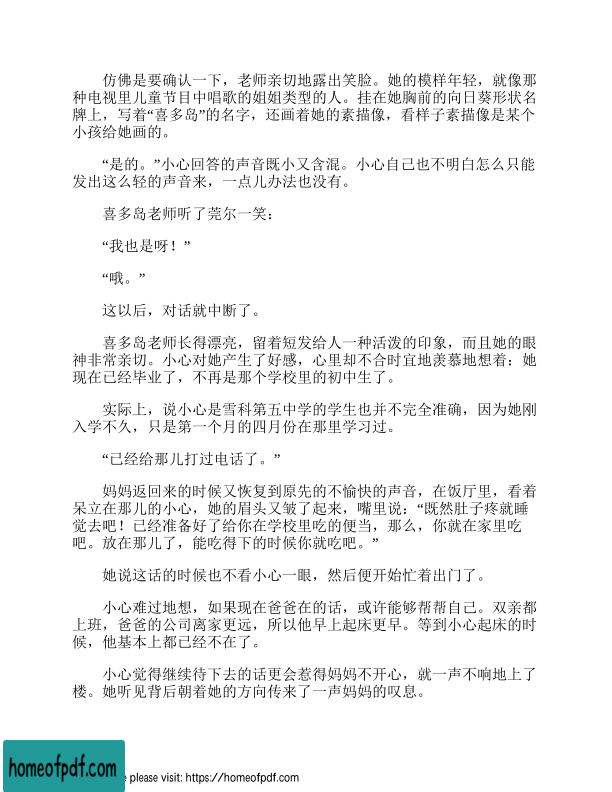 仿佛是要确认一下，老师亲切地露出笑脸。她的模样年轻，就像那
种电视里儿童节目中唱歌的姐姐类型的人。挂在她胸前的向日葵形状名
牌上，写着“喜多岛”的名字，还画着她的素描像，看样子素描像是某个
小孩给她画的。
“是的。”小心回答的声音既小又含混。小心自己也不明白怎么只能
发出这么轻的声音来，一点儿办法也没有。
喜多岛老师听了莞尔一笑：
“我也是呀！”
“哦。”
这以后，对话就中断了。
喜多岛老师长得漂亮，留着短发给人一种活泼的印象，而且她的眼
神非常亲切。小心对她产生了好感，心里却不合时宜地羡慕地想着：她
现在已经毕业了，不再是那个学校里的初中生了。
实际上，说小心是雪科第五中学的学生也并不完全准确，因为她刚
入学不久，只是第一个月的四月份在那里学习过。
“已经给那儿打过电话了。”
妈妈返回来的时候又恢复到原先的不愉快的声音，在饭厅里，看着
呆立在那儿的小心，她的眉头又皱了起来，嘴里说：“既然肚子疼就睡
觉去吧！已经准备好了给你在学校里吃的便当，那么，你就在家里吃
吧。放在那儿了，能吃得下的时候你就吃吧。”
她说这话的时候也不看小心一眼，然后便开始忙着出门了。
小心难过地想，如果现在爸爸在的话，或许能够帮帮自己。双亲都
上班，爸爸的公司离家更远，所以他早上起床更早。等到小心起床的时
候，他基本上都已经不在了。
小心觉得继续待下去的话更会惹得妈妈不开心，就一声不响地上了
楼。她听见背后朝着她的方向传来了一声妈妈的叹息。
homeofpdf.com
e please visit: https://homeofpdf.com